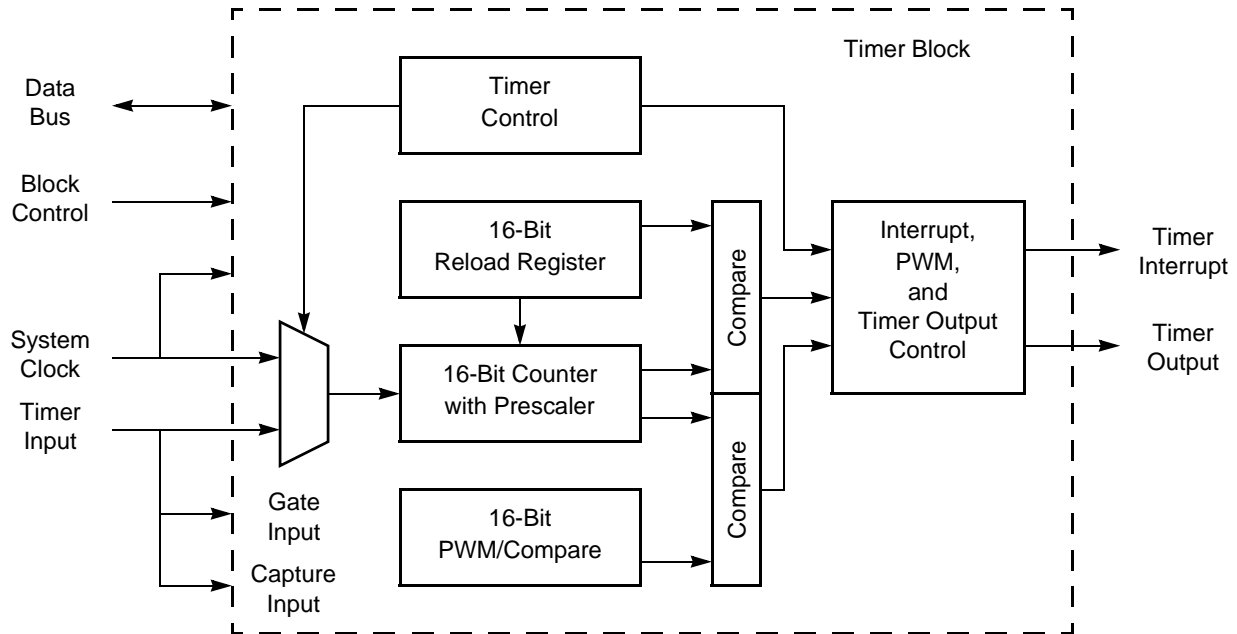 Timer Block
Data
Bus
Timer
Control
Block
Control
16-Bit
Reload Register
Compare
Interrupt,
PWM,
and
Timer Output
Control
Timer
Interrupt
System
Clock
16-Bit Counter
with Prescaler
Timer
Output
Timer
Input
Compare
Gate
Input
16-Bit
PWM/Compare
Capture
Input